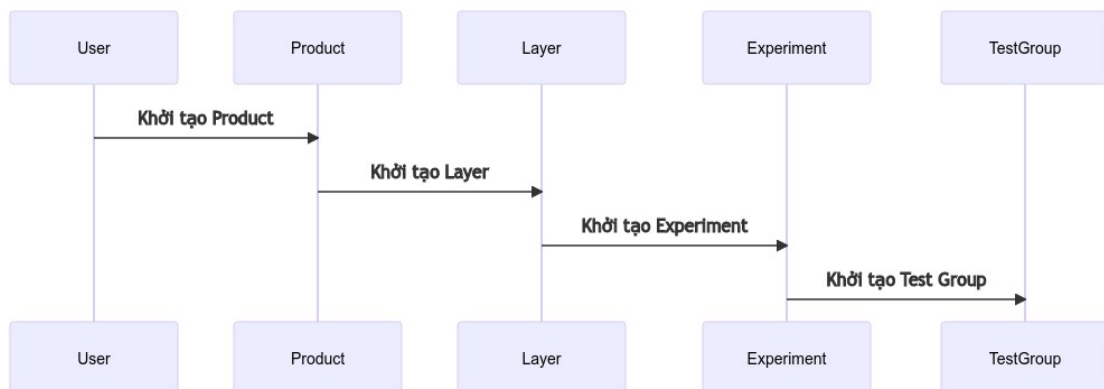 User
Product
Layer
Experiment
TestGroup
Khởi tạo Product
Khởi tạo Layer
Khởi tạo Experiment
Khởi tạo Test Group
User
Product
Layer
Experiment
TestGroup